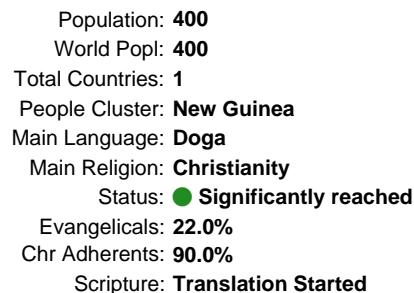 Population: 400
World Popl: 400
Total Countries: 1
People Cluster: New Guinea
Main Language: Doga
Main Religion: Christianity
Status: Significantly reached
Evangelicals: 22.0%
Chr Adherents: 90.0%
Scripture: Translation Started